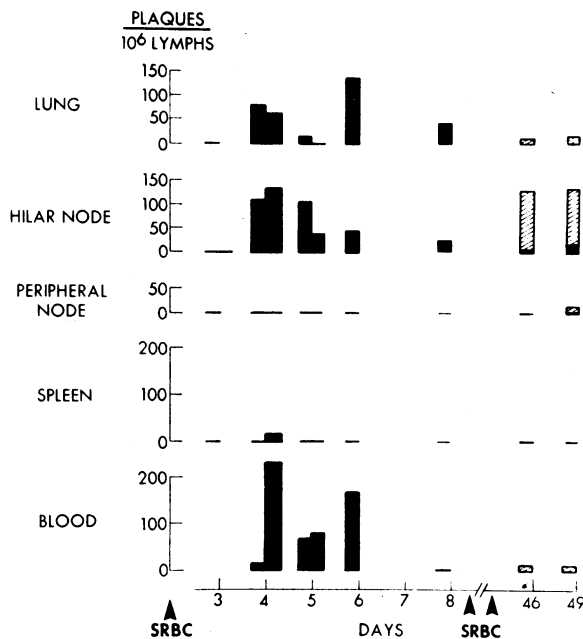 PLAQUES
10⁶ LYMPHS
150
100
50
0
LUNG
150
100
50
0
HILAR NODE
50
0
PERIPHERAL
NODE
200
100
0
SPLEEN
200
100
0
BLOOD
3 4 5 6 7 8 46 49
SRBC DAYS SRBC